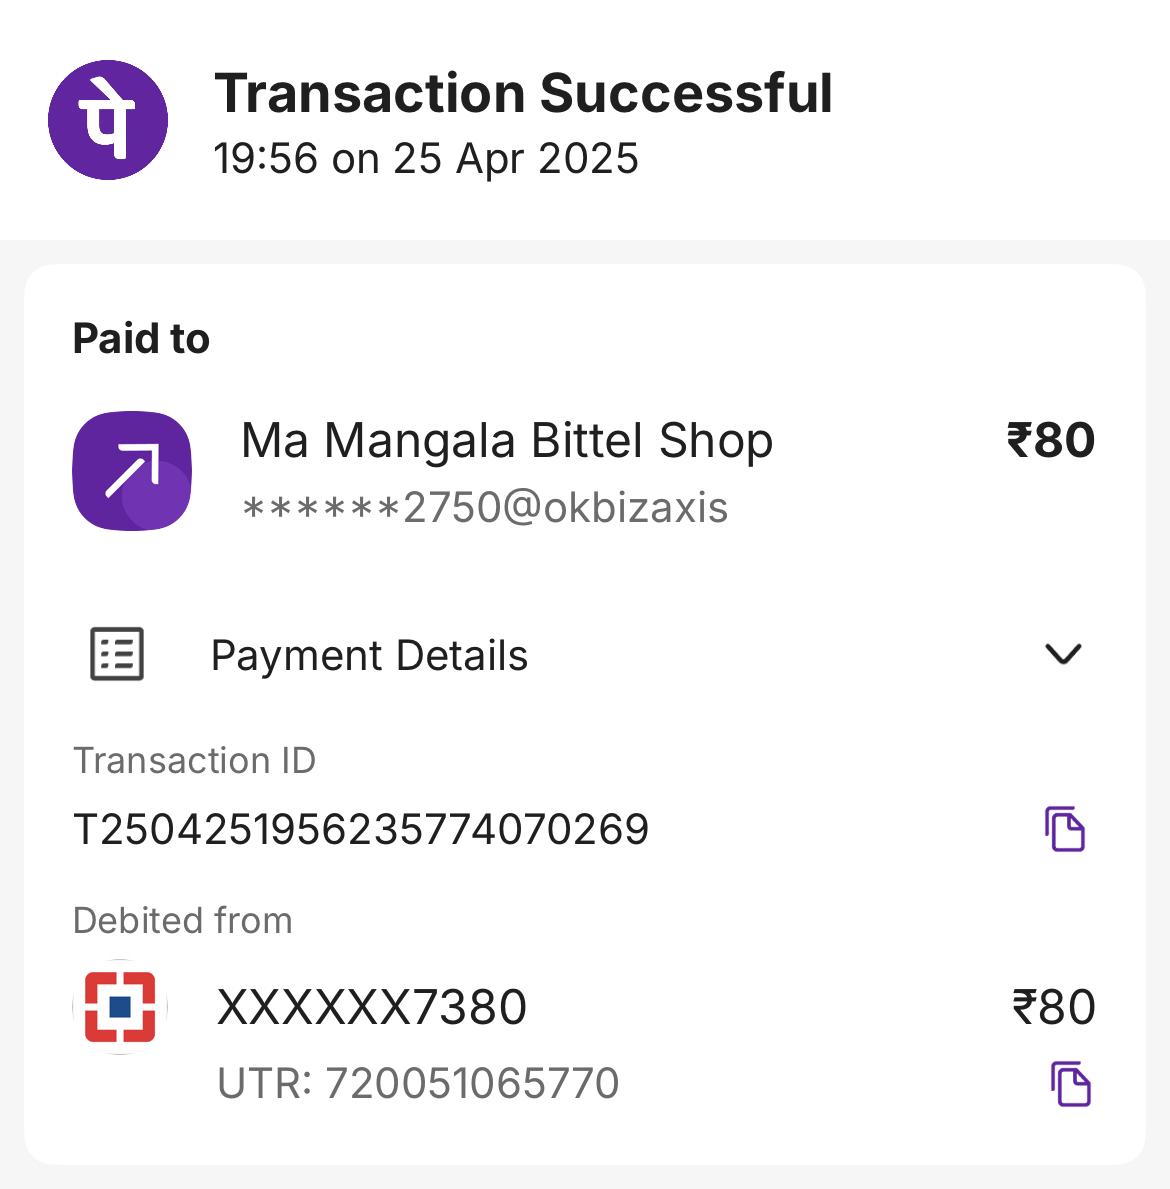 पे
Transaction Successful
19:56 on 25 Apr 2025
Paid to
Ma Mangala Bittel Shop ₹80
******2750@okbizaxis
Payment Details
Transaction ID
T2504251956235774070269
Debited from
XXXXXX7380 ₹80
UTR: 720051065770